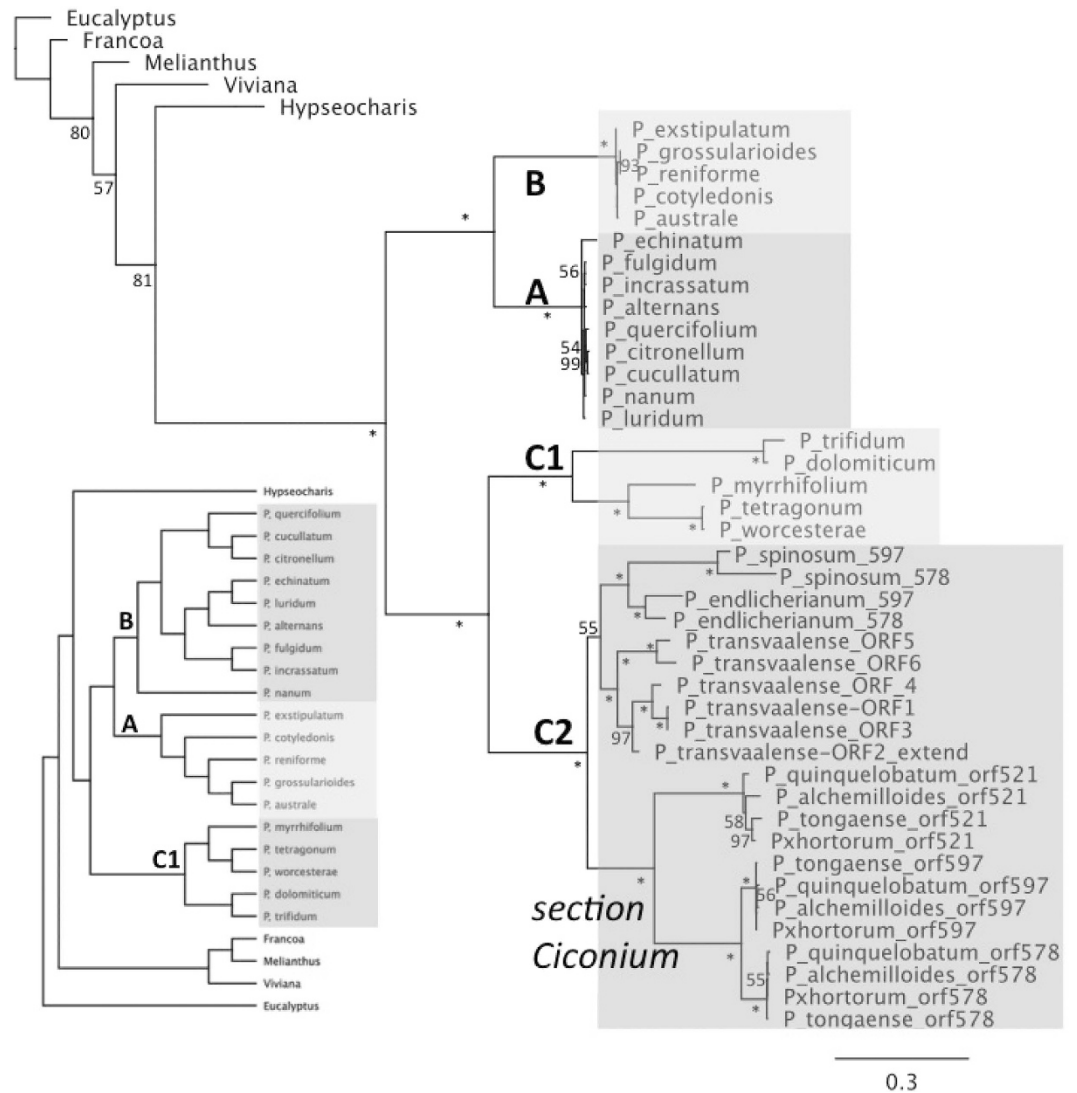 Eucalyptus
Francoa
Melianthus
Viviana
Hypseocharis
80
57
81
*
*
B
*
93
P_exstipulatum
P_grossularioides
P_reniforme
P_cotyledonis
P_australe
A
*
56
54
99
P_echinatum
P_fulgidum
P_incrassatum
P_alternans
P_quercifolium
P_citronellum
P_cucullatum
P_nanum
P_luridum
*
C1
*
*
*
*
P_trifidum
P_dolomiticum
P_myrrhifolium
P_tetragonum
P_worcesterae
C2
*
55
*
*
*
*
*
*
*
*
97
P_spinosum_597
P_spinosum_578
P_endlicherianum_597
P_endlicherianum_578
P_transvaalense_ORF5
P_transvaalense_ORF6
P_transvaalense_ORF_4
P_transvaalense-ORF1
P_transvaalense_ORF3
P_transvaalense-ORF2_extend
section
Ciconium
*
*
58
97
P_quinquelobatum_orf521
P_alchemilloides_orf521
P_tongaense_orf521
Pxhortorum_orf521
*
56
P_tongaense_orf597
P_quinquelobatum_orf597
P_alchemilloides_orf597
Pxhortorum_orf597
*
55
*
P_quinquelobatum_orf578
P_alchemilloides_orf578
Pxhortorum_orf578
P_tongaense_orf578
0.3
Hypseocharis
B
P, quercifolium
P, cucullatum
P, citronellum
P, echinatum
P, luridum
P, alternans
P, fulgidum
P, incrassatum
P, nanum
A
P, exstipulatum
P, cotyledonis
P, reniforme
P, grossularioides
P, australe
C1
P, myrrhifolium
P, tetragonum
P, worcesterae
P, dolomiticum
P, trifidum
Francoa
Melianthus
Viviana
Eucalyptus